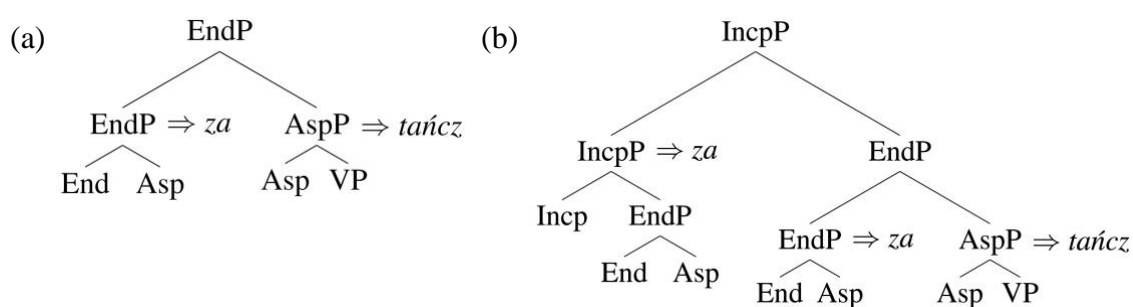 (a) EndP (b) IncpP
EndP ⇒ za AspP ⇒ tańcz IncpP ⇒ za EndP
End Asp Asp VP Incp EndP EndP ⇒ za AspP ⇒ tańcz
End Asp End Asp Asp VP